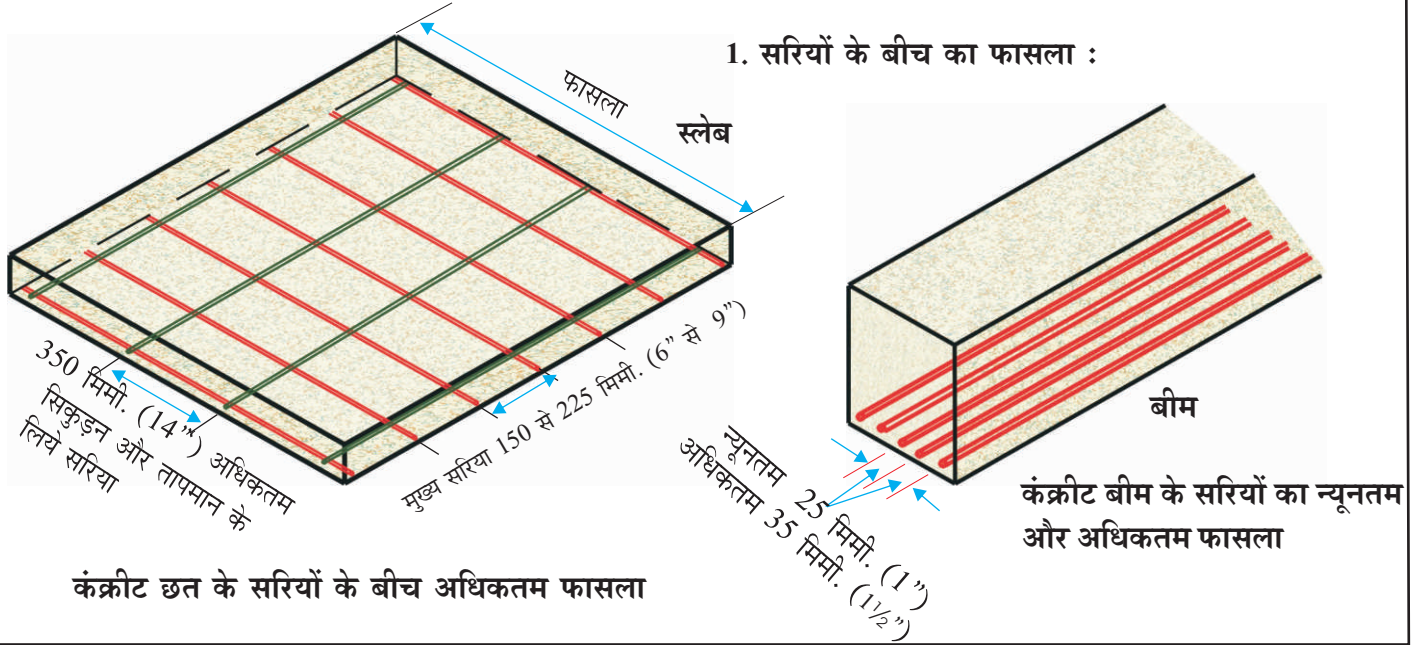 1. सरियों के बीच का फासला :
फासला
स्लेब
350 मिमी. (14”) अधिकतम
सिकुड़न और तापमान के
लिये सरिया
मुख्य सरिया 150 से 225 मिमी. (6” से 9”)
कंक्रीट छत के सरियों के बीच अधिकतम फासला
बीम
न्यूनतम 25 मिमी. (1”)
अधिकतम 35 मिमी. (1½”)
कंक्रीट बीम के सरियों का न्यूनतम
और अधिकतम फासला